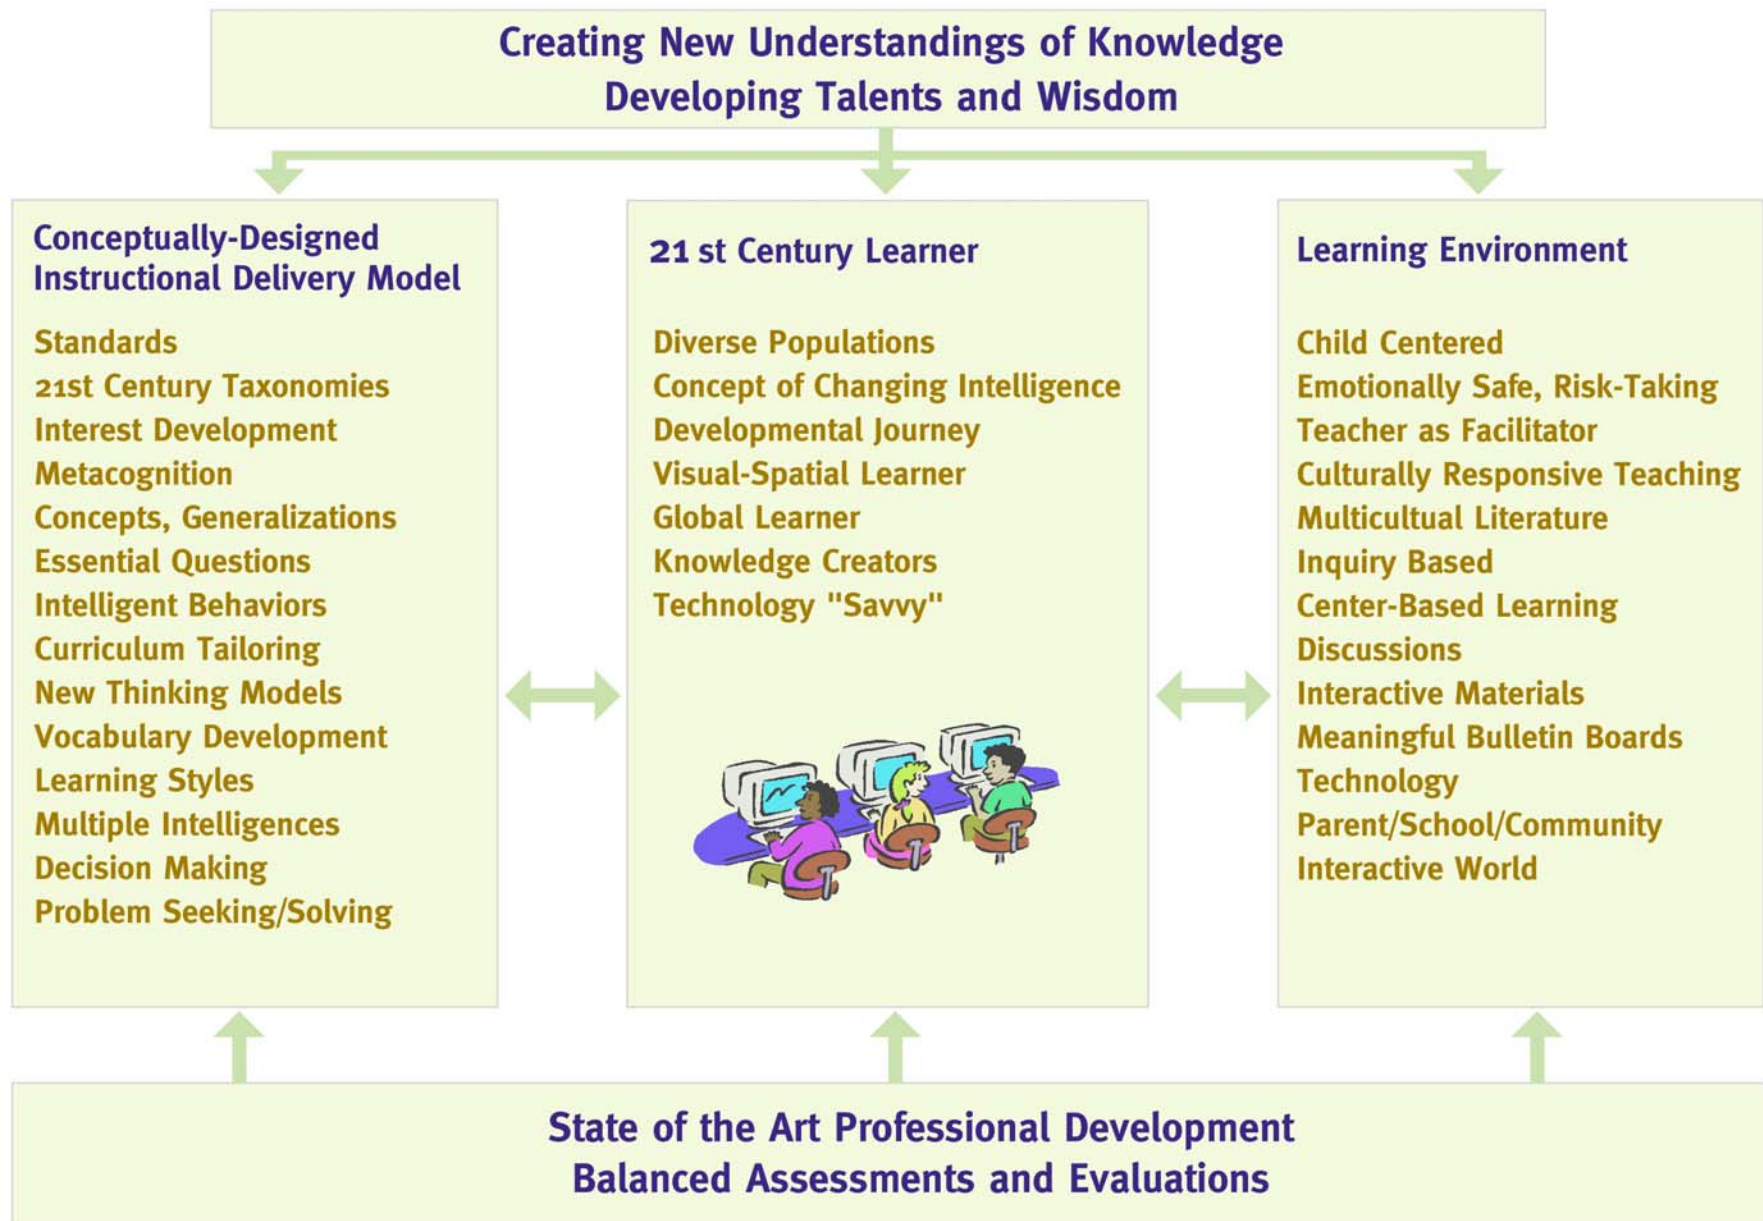 Creating New Understandings of Knowledge
Developing Talents and Wisdom
Conceptually-Designed
Instructional Delivery Model
Standards
21st Century Taxonomies
Interest Development
Metacognition
Concepts, Generalizations
Essential Questions
Intelligent Behaviors
Curriculum Tailoring
New Thinking Models
Vocabulary Development
Learning Styles
Multiple Intelligences
Decision Making
Problem Seeking/Solving
21 st Century Learner
Diverse Populations
Concept of Changing Intelligence
Developmental Journey
Visual-Spatial Learner
Global Learner
Knowledge Creators
Technology "Savvy"
Learning Environment
Child Centered
Emotionally Safe, Risk-Taking
Teacher as Facilitator
Culturally Responsive Teaching
Multicultual Literature
Inquiry Based
Center-Based Learning
Discussions
Interactive Materials
Meaningful Bulletin Boards
Technology
Parent/School/Community
Interactive World
State of the Art Professional Development
Balanced Assessments and Evaluations